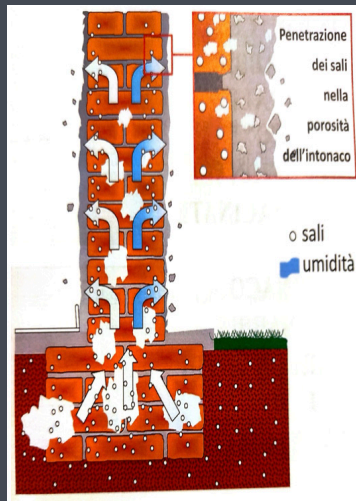 Penetrazione
dei sali
nella
porosità
dell'intonaco
sali
umidità